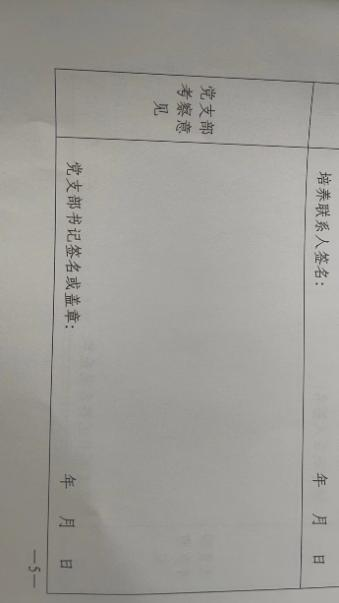 培养联系人签名： 年 月 日
党支部
考察意
见
党支部书记签名或盖章： 年 月 日
—5—